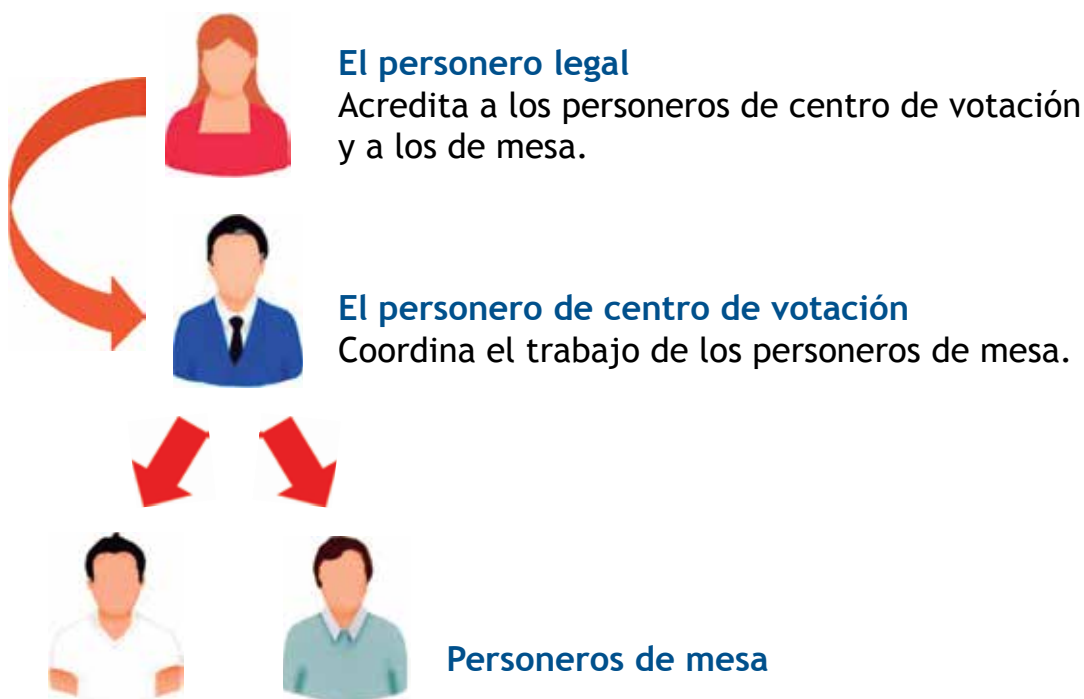 El personero legal
Acredita a los personeros de centro de votación
y a los de mesa.
El personero de centro de votación
Coordina el trabajo de los personeros de mesa.
Personeros de mesa